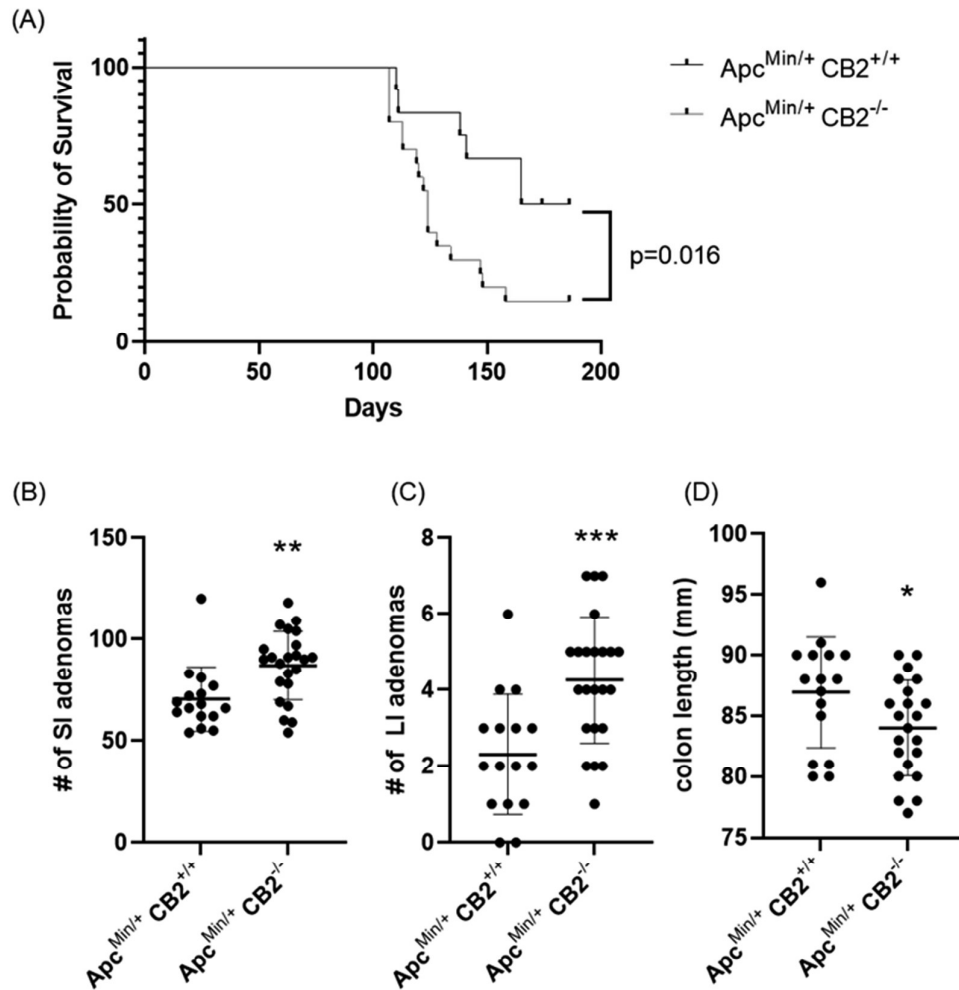 (A)
Probability of Survival
100
50
0
0 50 100 150 200
Days
Apc^Min/+ CB2^+/+
Apc^Min/+ CB2^-/-
p=0.016
(B)
# of SI adenomas
150
100
50
0
**
Apc^Min/+ CB2^+/+
Apc^Min/+ CB2^-/-
(C)
# of LI adenomas
8
6
4
2
0
***
Apc^Min/+ CB2^+/+
Apc^Min/+ CB2^-/-
(D)
colon length (mm)
100
95
90
85
80
75
*
Apc^Min/+ CB2^+/+
Apc^Min/+ CB2^-/-